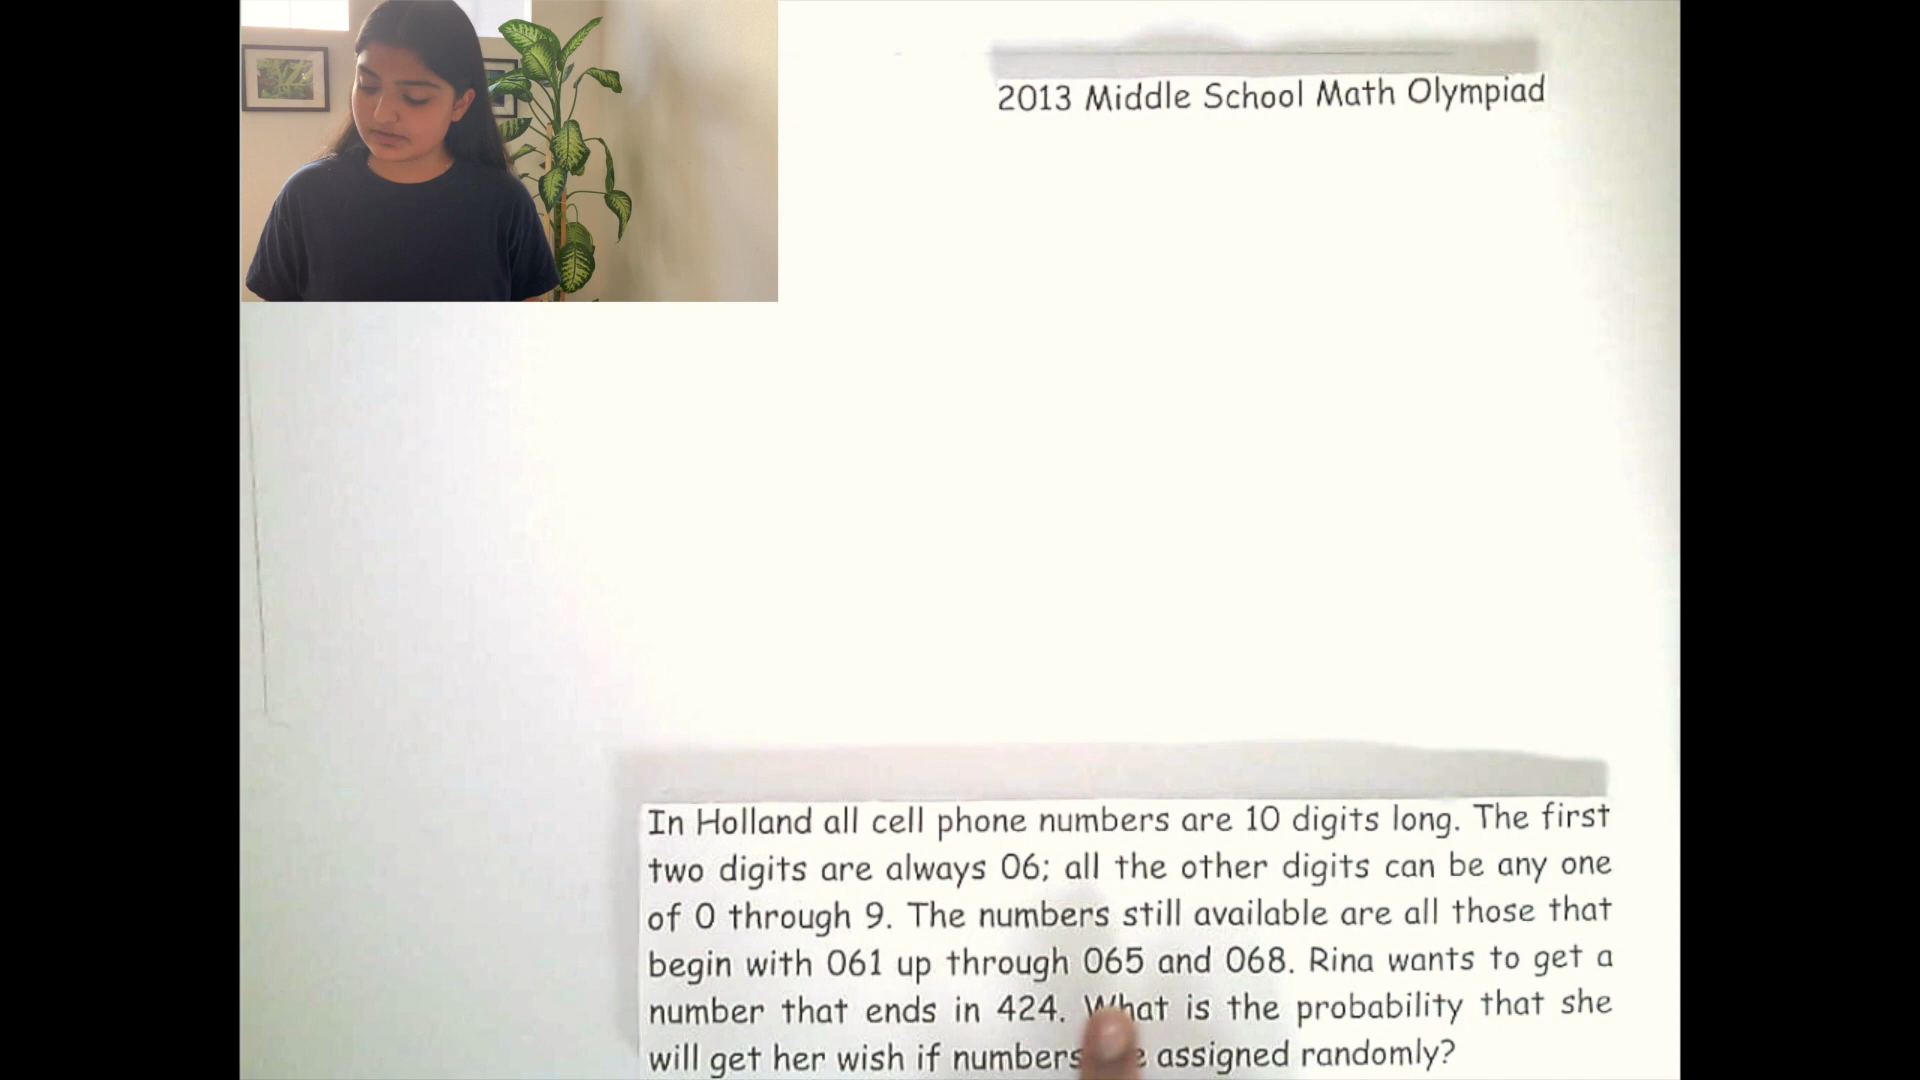 2013 Middle School Math Olympiad
In Holland all cell phone numbers are 10 digits long. The first
two digits are always 06; all the other digits can be any one
of 0 through 9. The numbers still available are all those that
begin with 061 up through 065 and 068. Rina wants to get a
number that ends in 424. What is the probability that she
will get her wish if numbers assigned randomly?